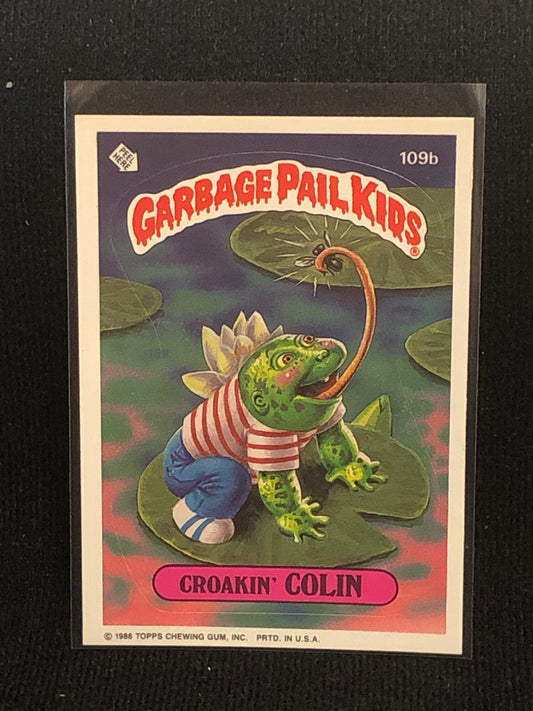 PEEL HERE
109b
GARBAGE PAIL KIDS®
CROAKIN' COLIN
© 1986 TOPPS CHEWING GUM, INC. PRTD. IN U.S.A.